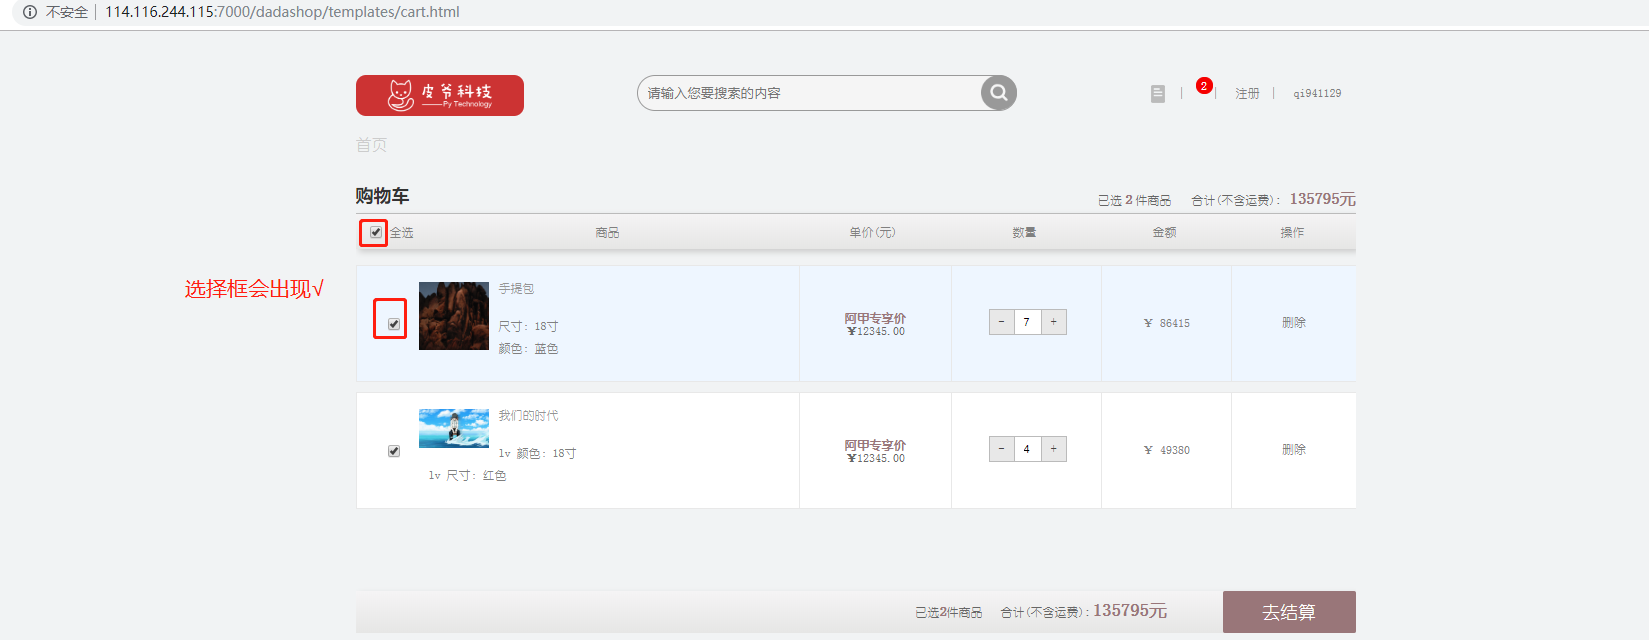 不安全 | 114.116.244.115:7000/dadashop/templates/cart.html
皮爷科技
Py Technology
请输入您要搜索的内容
2
注册
qi941129
首页
购物车
已选 2 件商品 合计(不含运费): 135795元
全选 商品 单价(元) 数量 金额 操作
选择框会出现√
手提包
尺寸: 18寸
颜色: 蓝色
阿甲专享价
¥12345.00
- 7 +
¥ 86415
删除
我们的时代
lv 颜色: 18寸
lv 尺寸: 红色
阿甲专享价
¥12345.00
- 4 +
¥ 49380
删除
已选2件商品 合计(不含运费):135795元
去结算